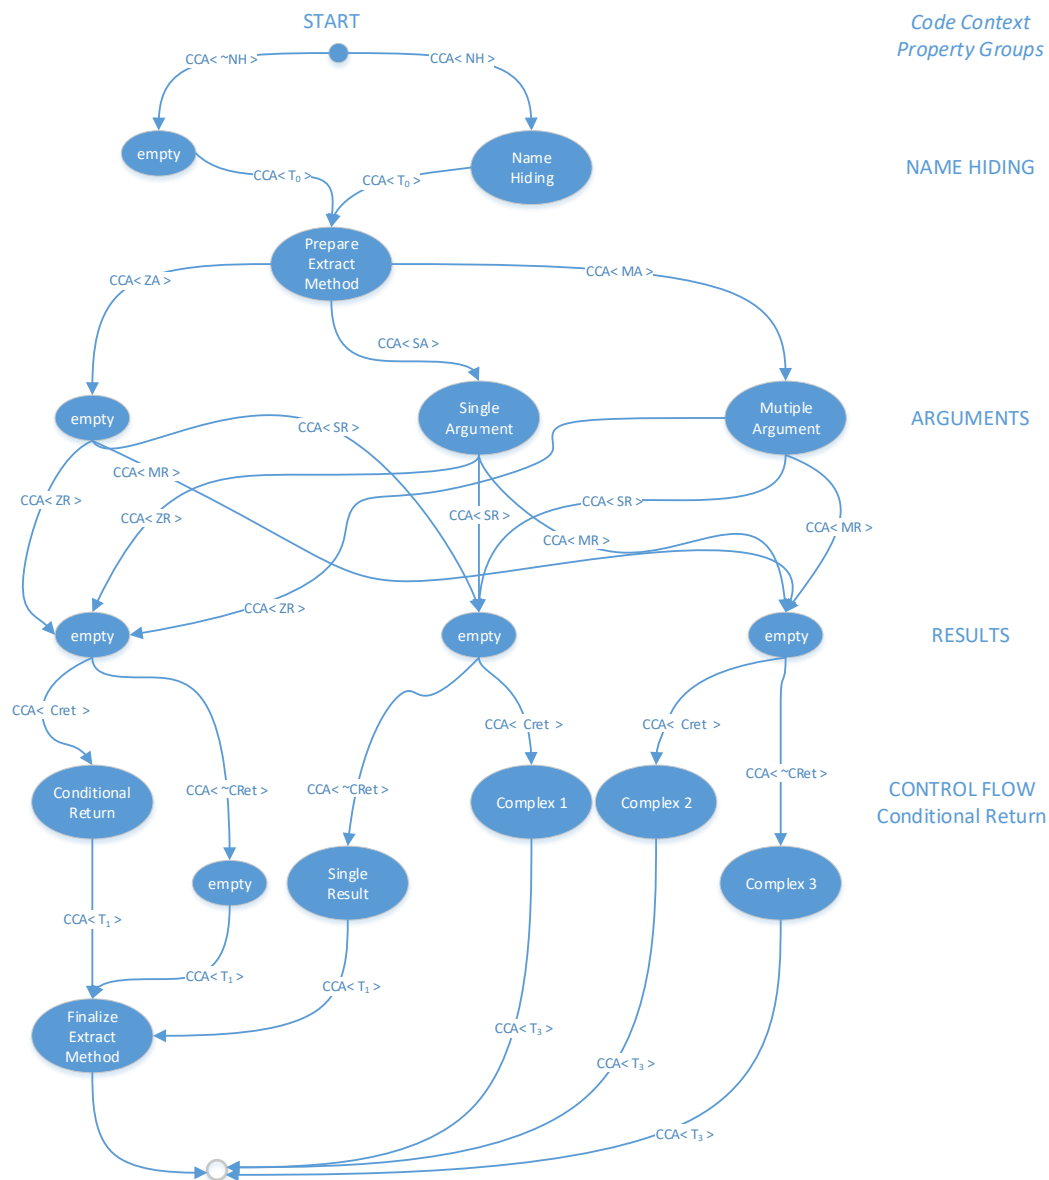 START
Code Context
Property Groups
CCA< ~NH >
CCA< NH >
empty
Name
Hiding
NAME HIDING
CCA< T₀ >
CCA< T₀ >
Prepare
Extract
Method
CCA< ZA >
CCA< MA >
CCA< SA >
empty
Single
Argument
Mutiple
Argument
ARGUMENTS
CCA< SR >
CCA< MR >
CCA< ZR >
CCA< ZR >
CCA< SR >
CCA< SR >
CCA< MR >
CCA< MR >
CCA< ZR >
empty
empty
empty
RESULTS
CCA< Cret >
CCA< Cret >
CCA< Cret >
CCA< ~CRet>
CCA< ~CRet>
CCA< ~CRet>
Conditional
Return
Complex 1
Complex 2
CONTROL FLOW
Conditional Return
empty
Single
Result
Complex 3
CCA< T₁ >
CCA< T₁ >
CCA< T₁ >
Finalize
Extract
Method
CCA< T₃ >
CCA< T₃ >
CCA< T₃ >